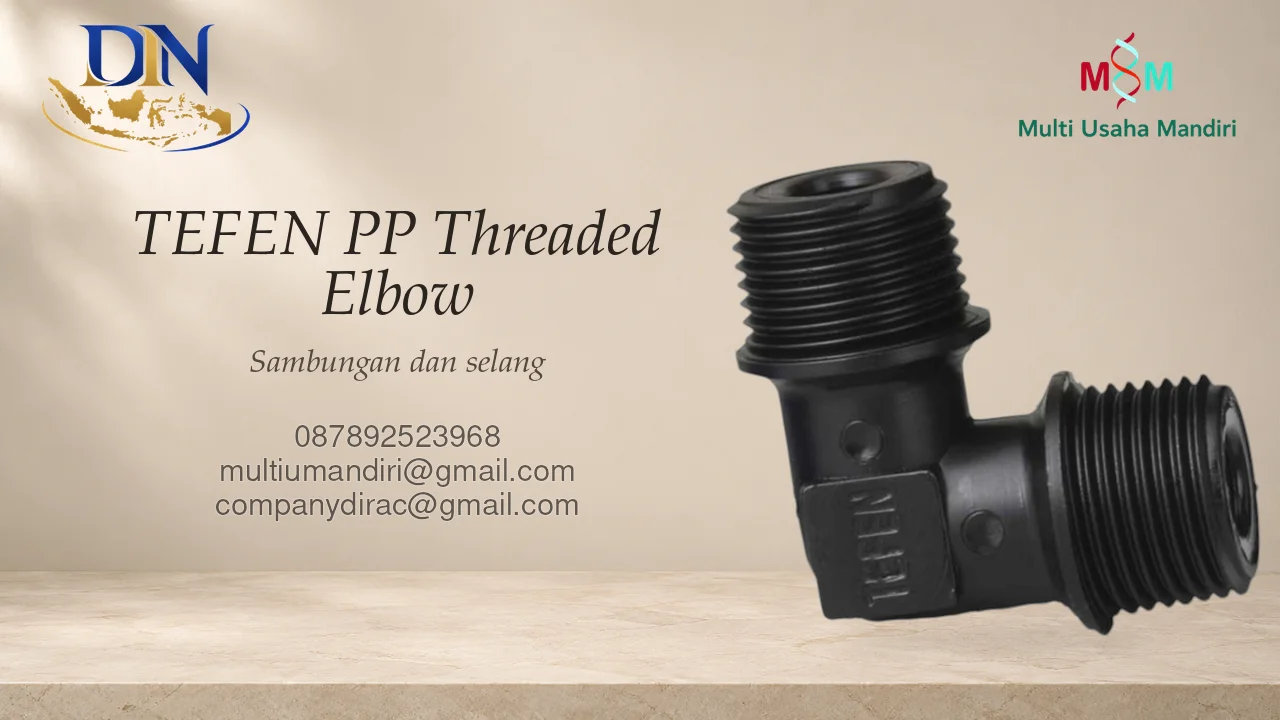 DN
M M
Multi Usaha Mandiri
TEFEN PP Threaded
Elbow
Sambungan dan selang
087892523968
multiumandiri@gmail.com
companydirac@gmail.com
TEFEN